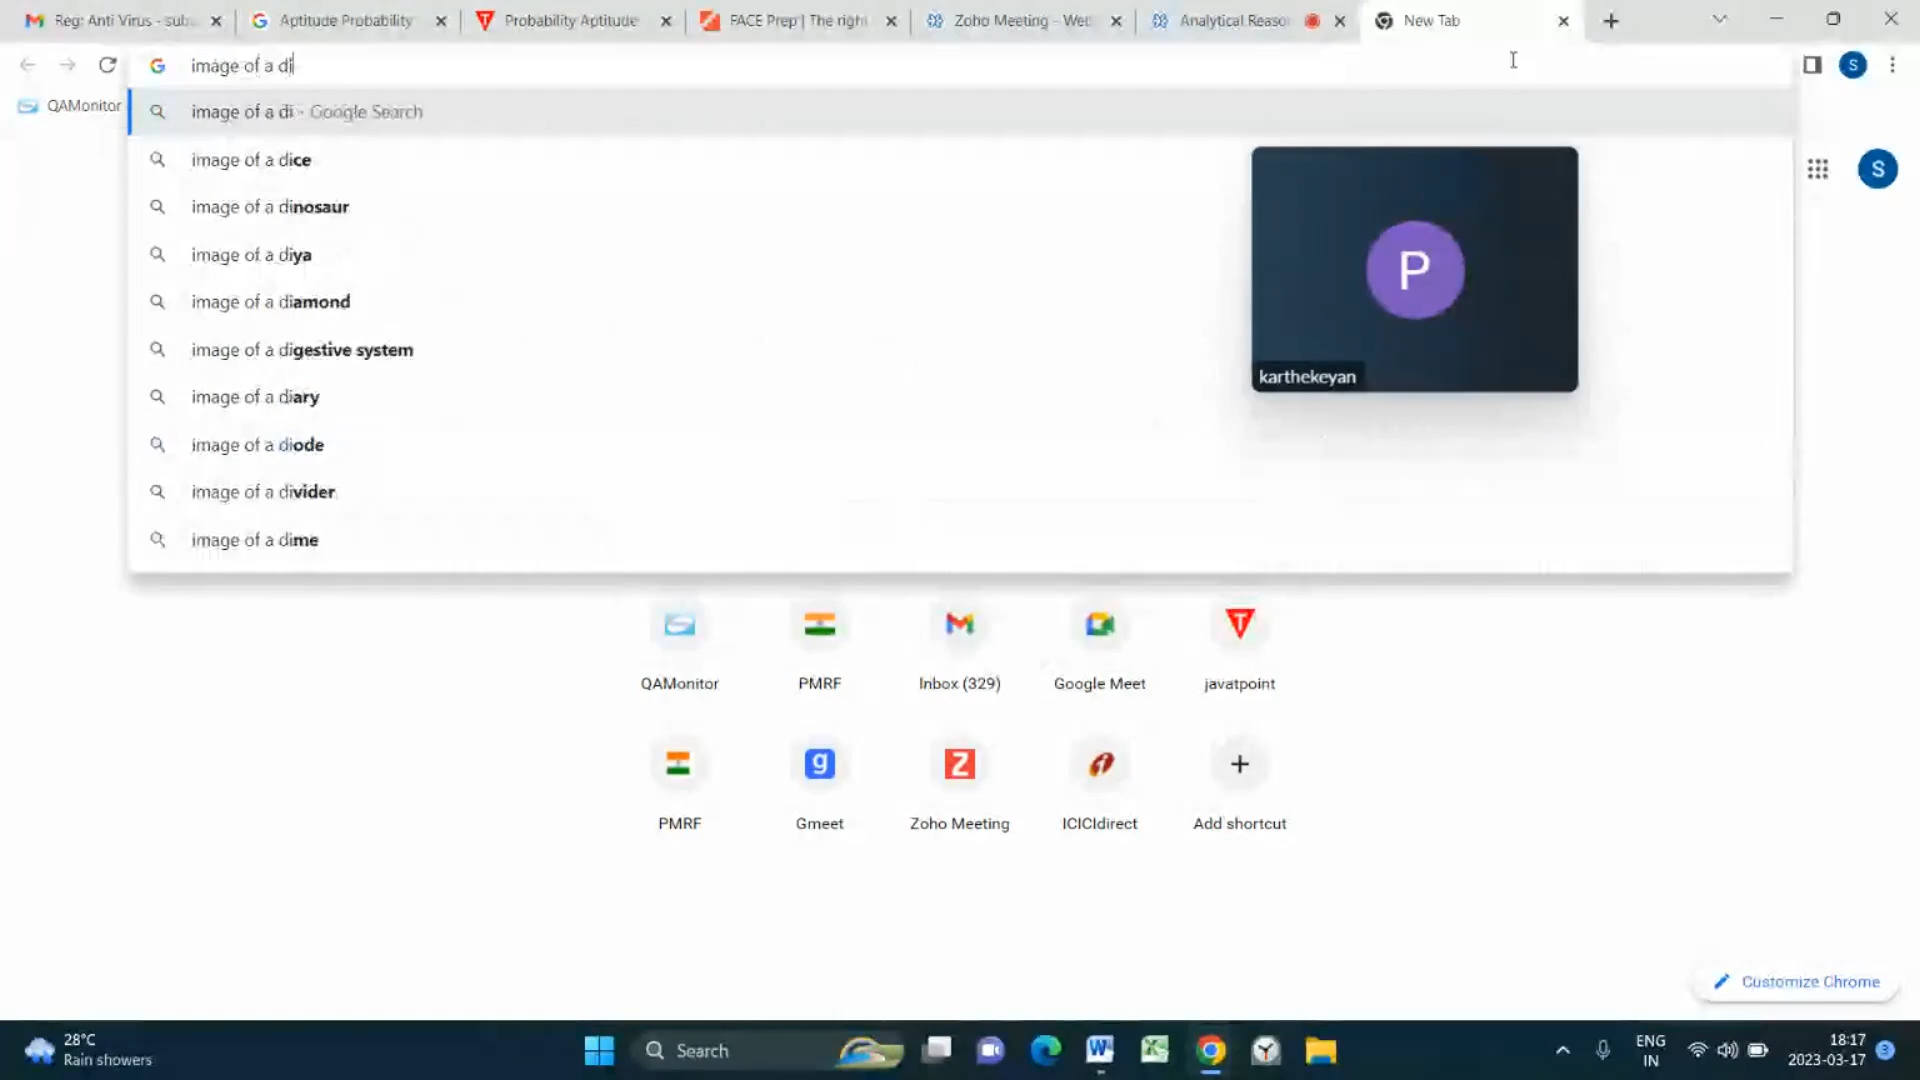 Reg: Anti Virus - sub
Aptitude Probability
Probability Aptitude
FACE Prep | The righ
Zoho Meeting - Web
Analytical Reaso
New Tab
image of a di
S
QAMonitor
image of a di - Google Search
image of a dice
image of a dinosaur
image of a diya
image of a diamond
image of a digestive system
image of a diary
image of a diode
image of a divider
image of a dime
P
karthekeyan
S
QAMonitor
PMRF
Inbox (329)
Google Meet
javatpoint
PMRF
Gmeet
Zoho Meeting
ICICIdirect
Add shortcut
Customize Chrome
28°C
Rain showers
Search
ENG
IN
18:17
2023-03-17
3